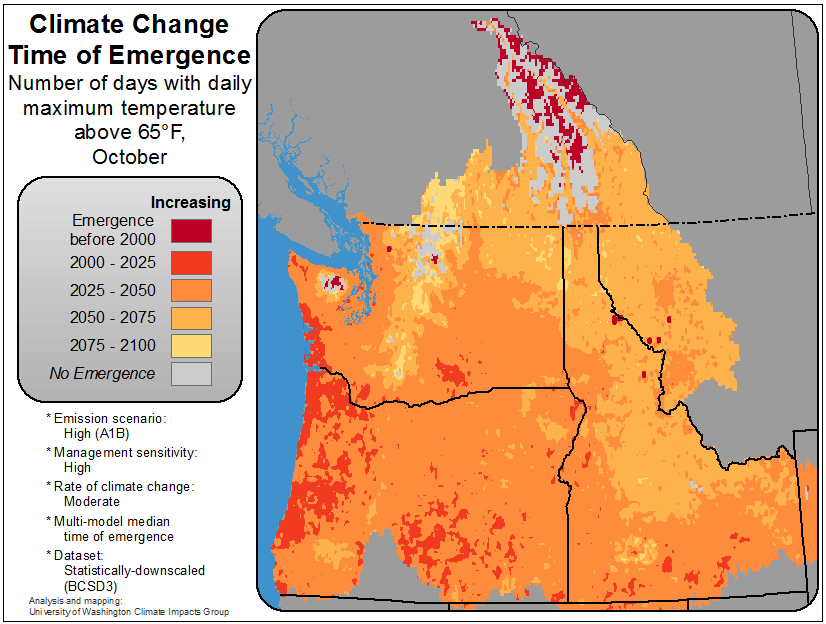 Climate Change
Time of Emergence
Number of days with daily
maximum temperature
above 65°F,
October
Increasing
Emergence
before 2000
2000 - 2025
2025 - 2050
2050 - 2075
2075 - 2100
No Emergence
* Emission scenario:
High (A1B)
* Management sensitivity:
High
* Rate of climate change:
Moderate
* Multi-model median
time of emergence
* Dataset:
Statistically-downscaled
(BCSD3)
Analysis and mapping:
University of Washington Climate Impacts Group